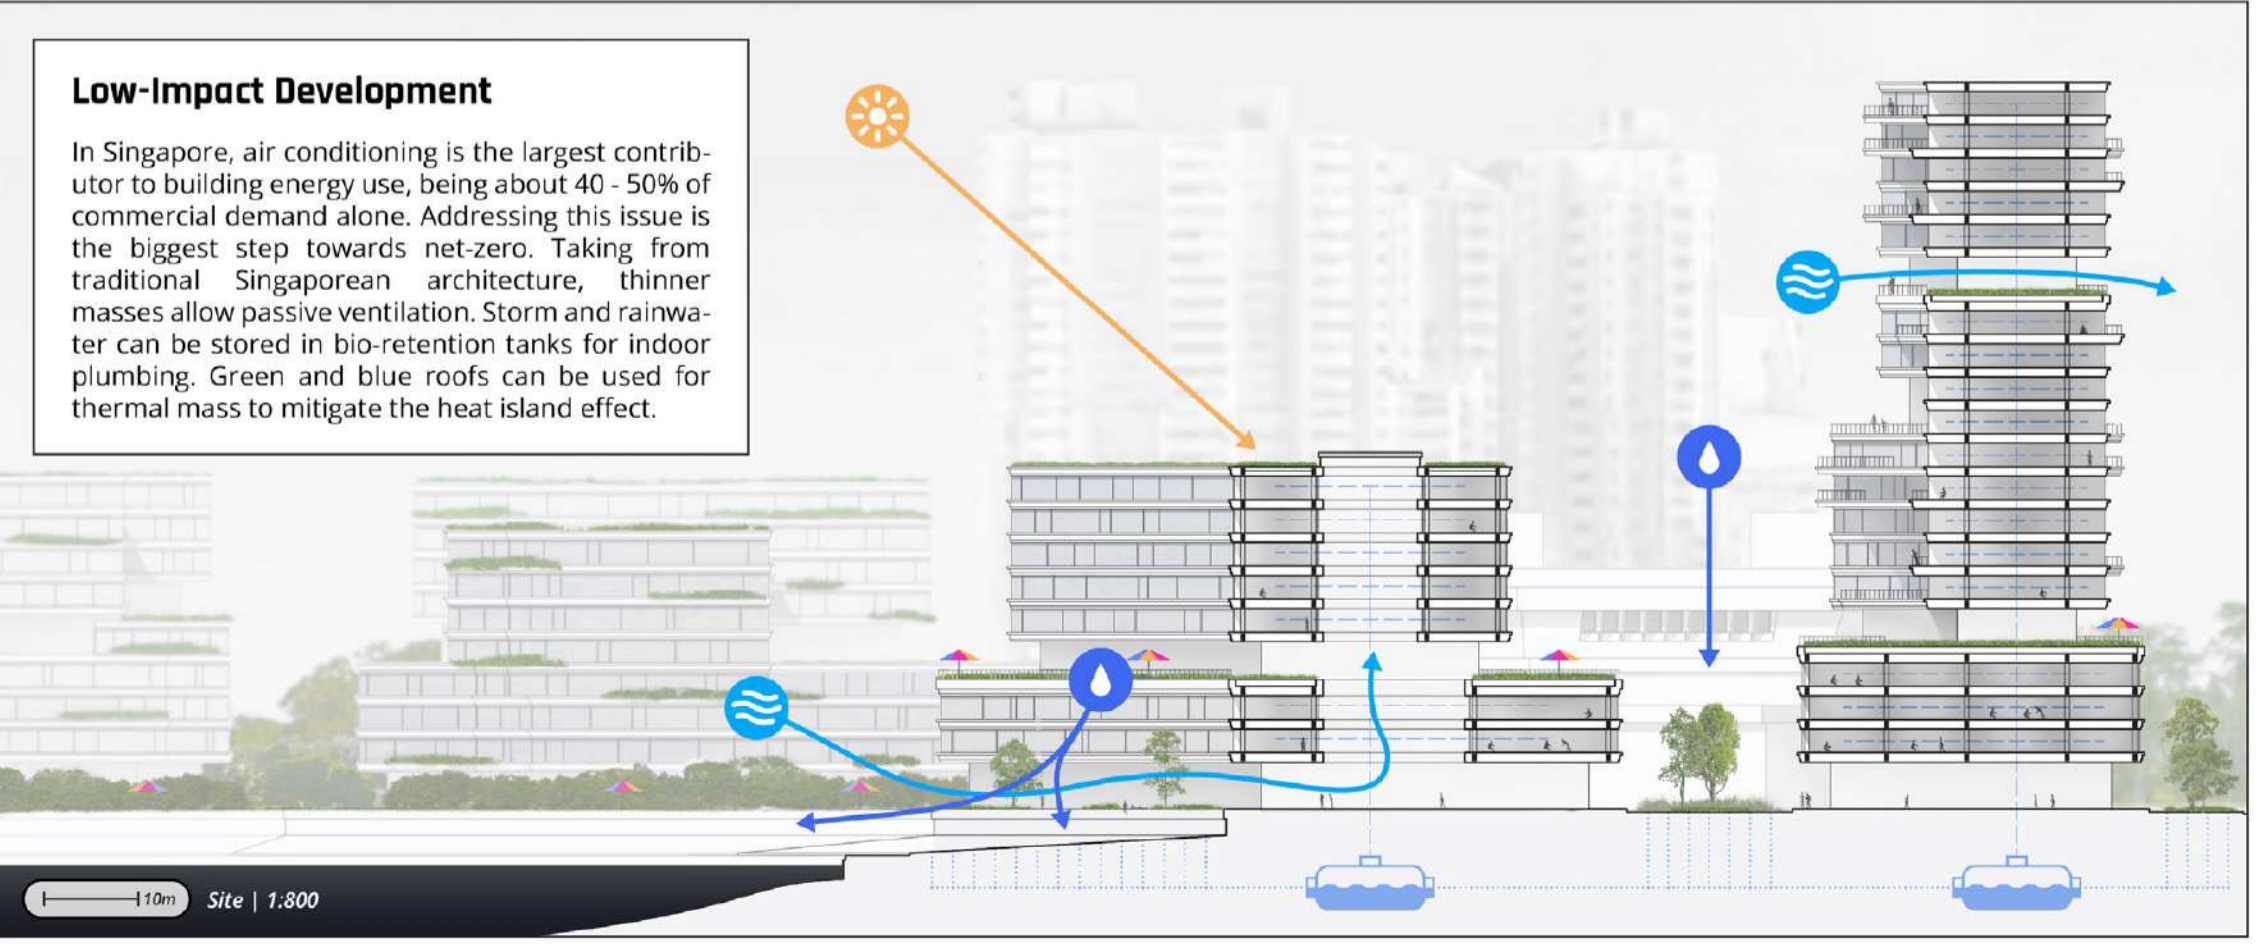 Low-Impact Development
In Singapore, air conditioning is the largest contrib-
utor to building energy use, being about 40 - 50% of
commercial demand alone. Addressing this issue is
the biggest step towards net-zero. Taking from
traditional Singaporean architecture, thinner
masses allow passive ventilation. Storm and rainwa-
ter can be stored in bio-retention tanks for indoor
plumbing. Green and blue roofs can be used for
thermal mass to mitigate the heat island effect.
10m
Site | 1:800